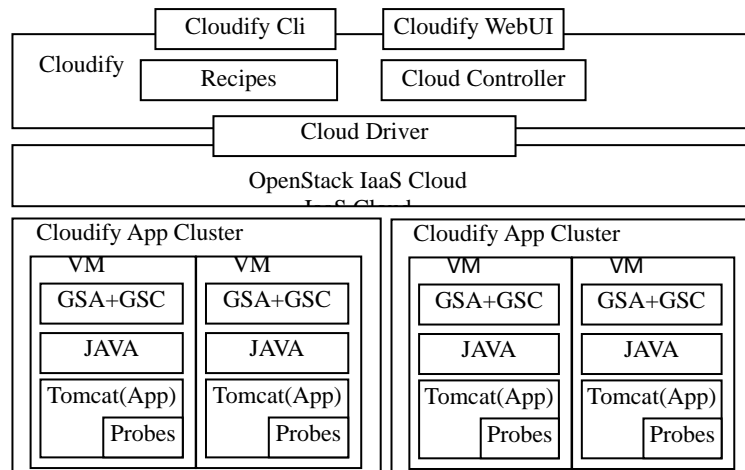 Cloudify Cli
Cloudify WebUI
Cloudify
Recipes
Cloud Controller
Cloud Driver
OpenStack IaaS Cloud
IaaS Cloud
Cloudify App Cluster
VM
GSA+GSC
JAVA
Tomcat(App)
Probes
VM
GSA+GSC
JAVA
Tomcat(App)
Probes
Cloudify App Cluster
VM
GSA+GSC
JAVA
Tomcat(App)
Probes
VM
GSA+GSC
JAVA
Tomcat(App)
Probes